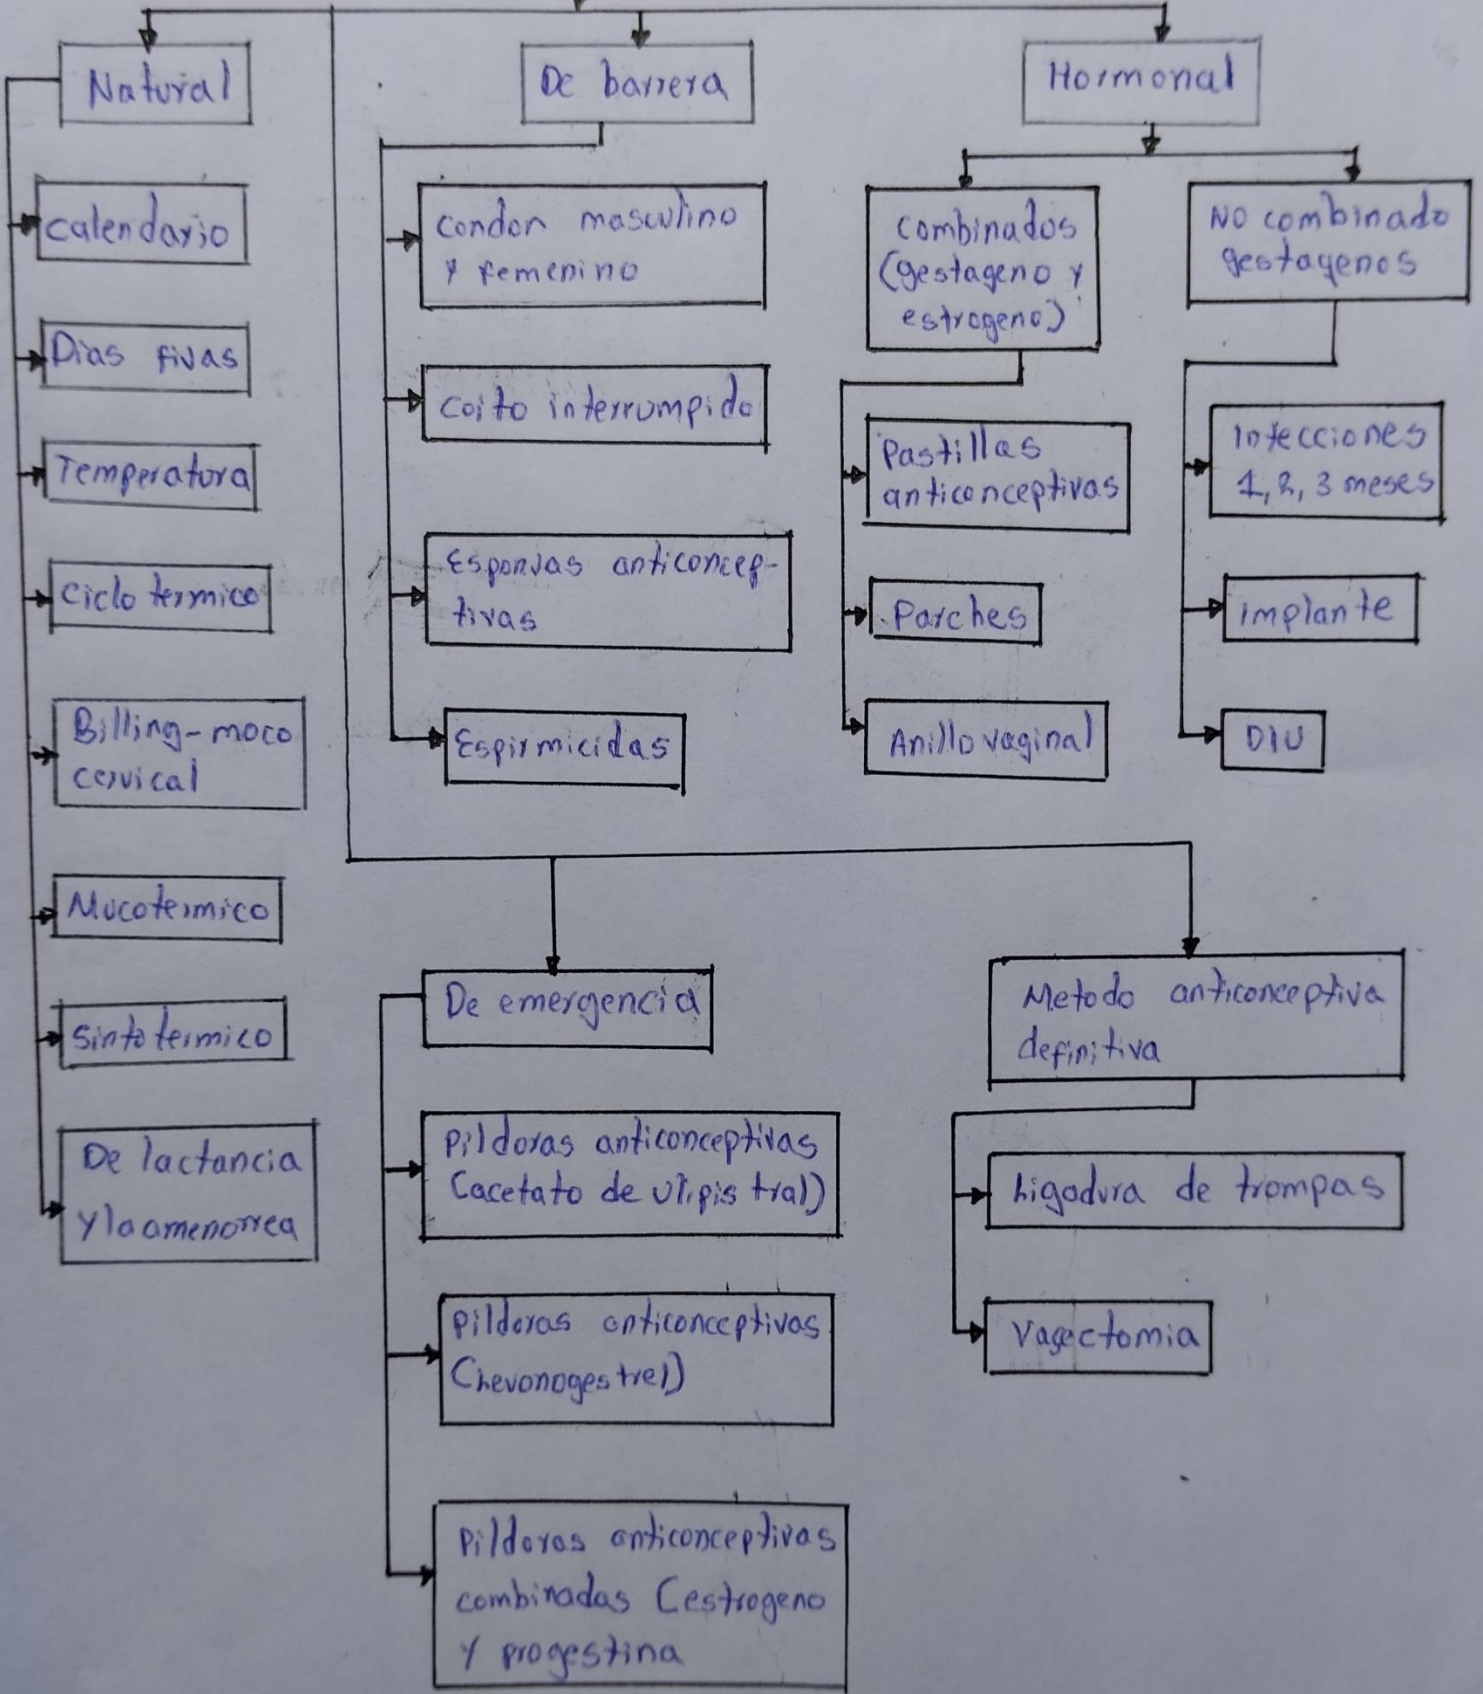 Natural
calendario
Dias fivas
Temperatura
Ciclo termico
Billing-moco
cervical
Mucotermico
Sintotermico
De lactancia
y la amenorrea
De barrera
Condon masculino
y femenino
Coito interrumpido
Esponjas anticoncep-
tivas
Espirmicidas
Hormonal
combinados
(gestageno y
estrogeno)
Pastillas
anticonceptivas
Parches
Anillo vaginal
NO combinado
gestagenos
Infecciones
1, 2, 3 meses
implante
DIU
De emergencia
Pildoras anticonceptivas
(acetato de ulipistral)
Pildoras anticonceptivas
(Levonogestrel)
Pildoras anticonceptivas
combinadas (estrogeno
y progestina
Metodo anticonceptiva
definitiva
Ligadura de trompas
Vasectomia